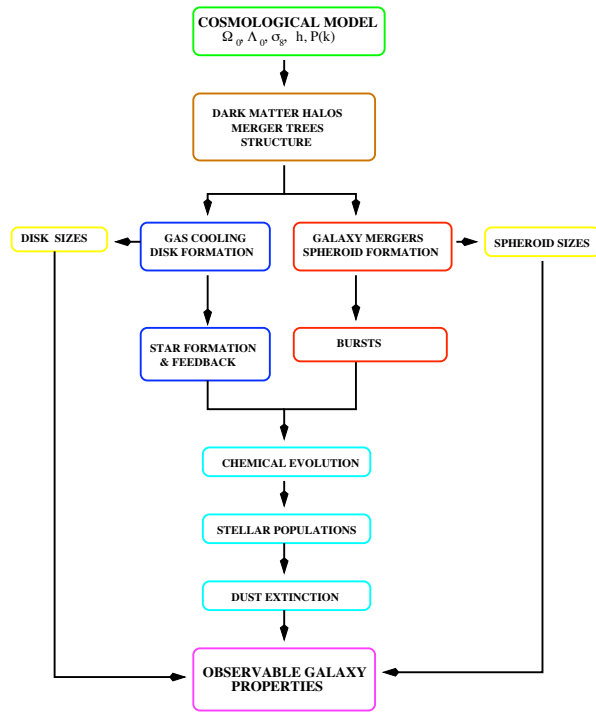 COSMOLOGICAL MODEL
Ω₀, Λ₀, σ₈, h, P(k)
DARK MATTER HALOS
MERGER TREES
STRUCTURE
DISK SIZES
GAS COOLING
DISK FORMATION
GALAXY MERGERS
SPHEROID FORMATION
SPHEROID SIZES
STAR FORMATION
& FEEDBACK
BURSTS
CHEMICAL EVOLUTION
STELLAR POPULATIONS
DUST EXTINCTION
OBSERVABLE GALAXY
PROPERTIES